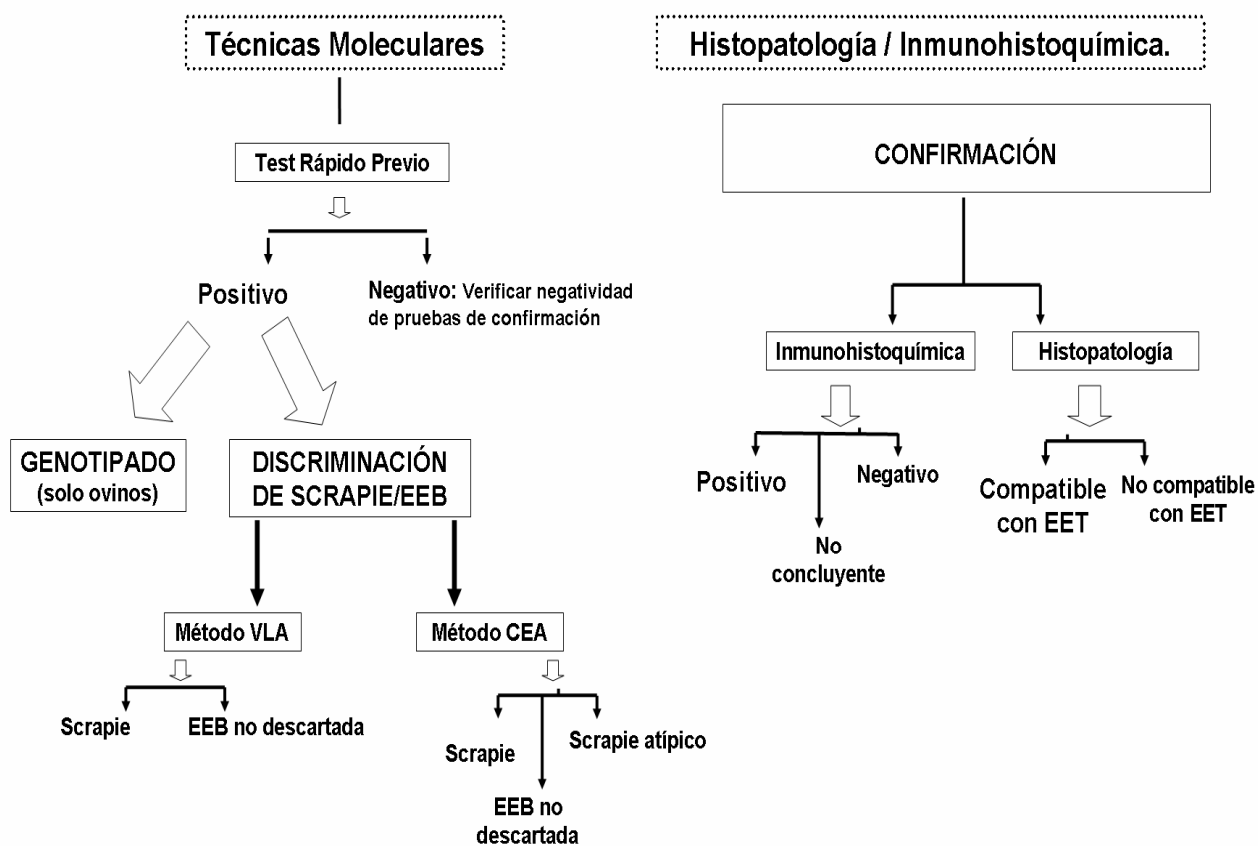 Técnicas Moleculares
Test Rápido Previo
Positivo
Negativo: Verificar negatividad
de pruebas de confirmación
GENOTIPADO
(solo ovinos)
DISCRIMINACIÓN
DE SCRAPIE/EEB
Método VLA
Método CEA
Scrapie
EEB no descartada
Scrapie
Scrapie atípico
EEB no
descartada
Histopatología / Inmunohistoquímica.
CONFIRMACIÓN
Inmunohistoquímica
Histopatología
Positivo
Negativo
No
concluyente
Compatible
con EET
No compatible
con EET